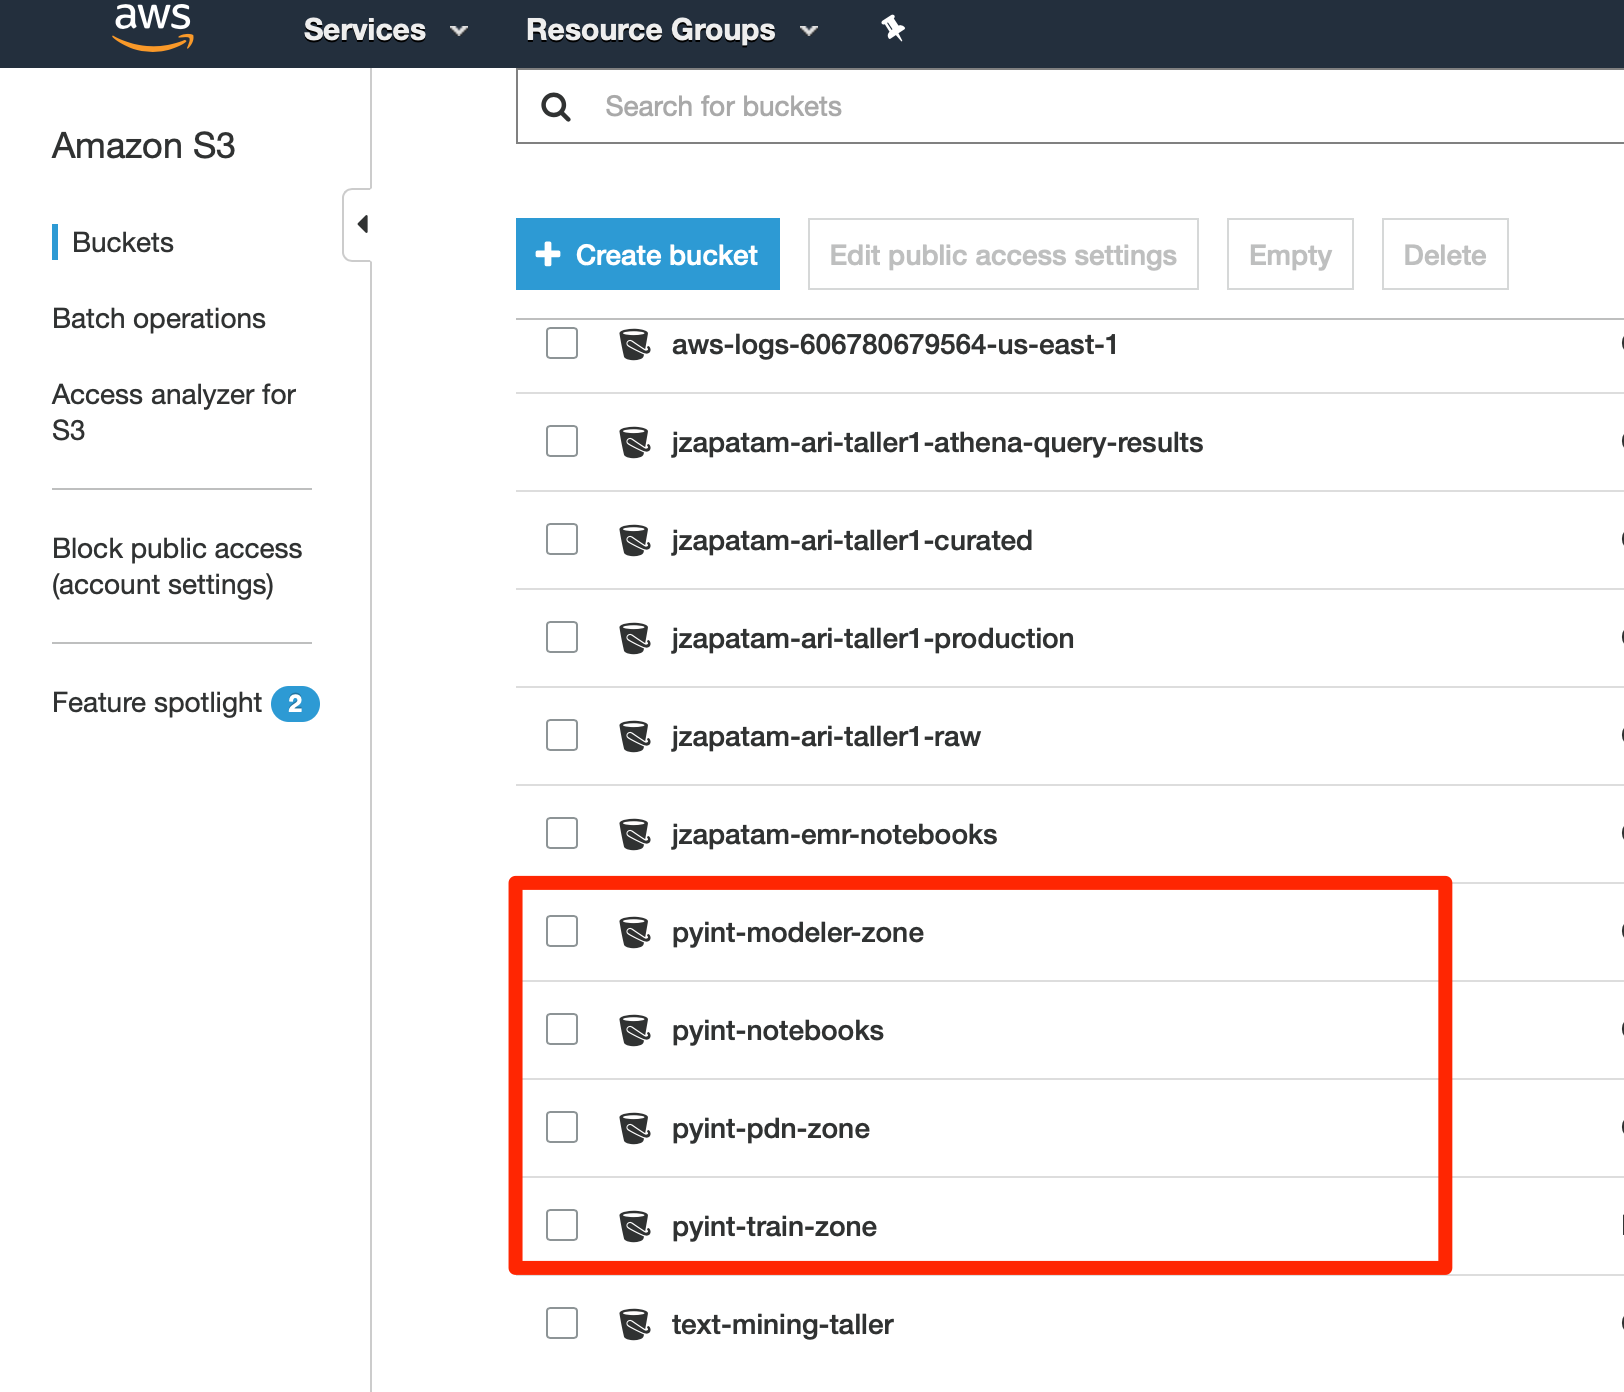 aws
Services
Resource Groups
Amazon S3
Buckets
Batch operations
Access analyzer for
S3
Block public access
(account settings)
Feature spotlight 2
Search for buckets
Create bucket
Edit public access settings
Empty
Delete
aws-logs-606780679564-us-east-1
jzapatam-ari-taller1-athena-query-results
jzapatam-ari-taller1-curated
jzapatam-ari-taller1-production
jzapatam-ari-taller1-raw
jzapatam-emr-notebooks
pyint-modeler-zone
pyint-notebooks
pyint-pdn-zone
pyint-train-zone
text-mining-taller